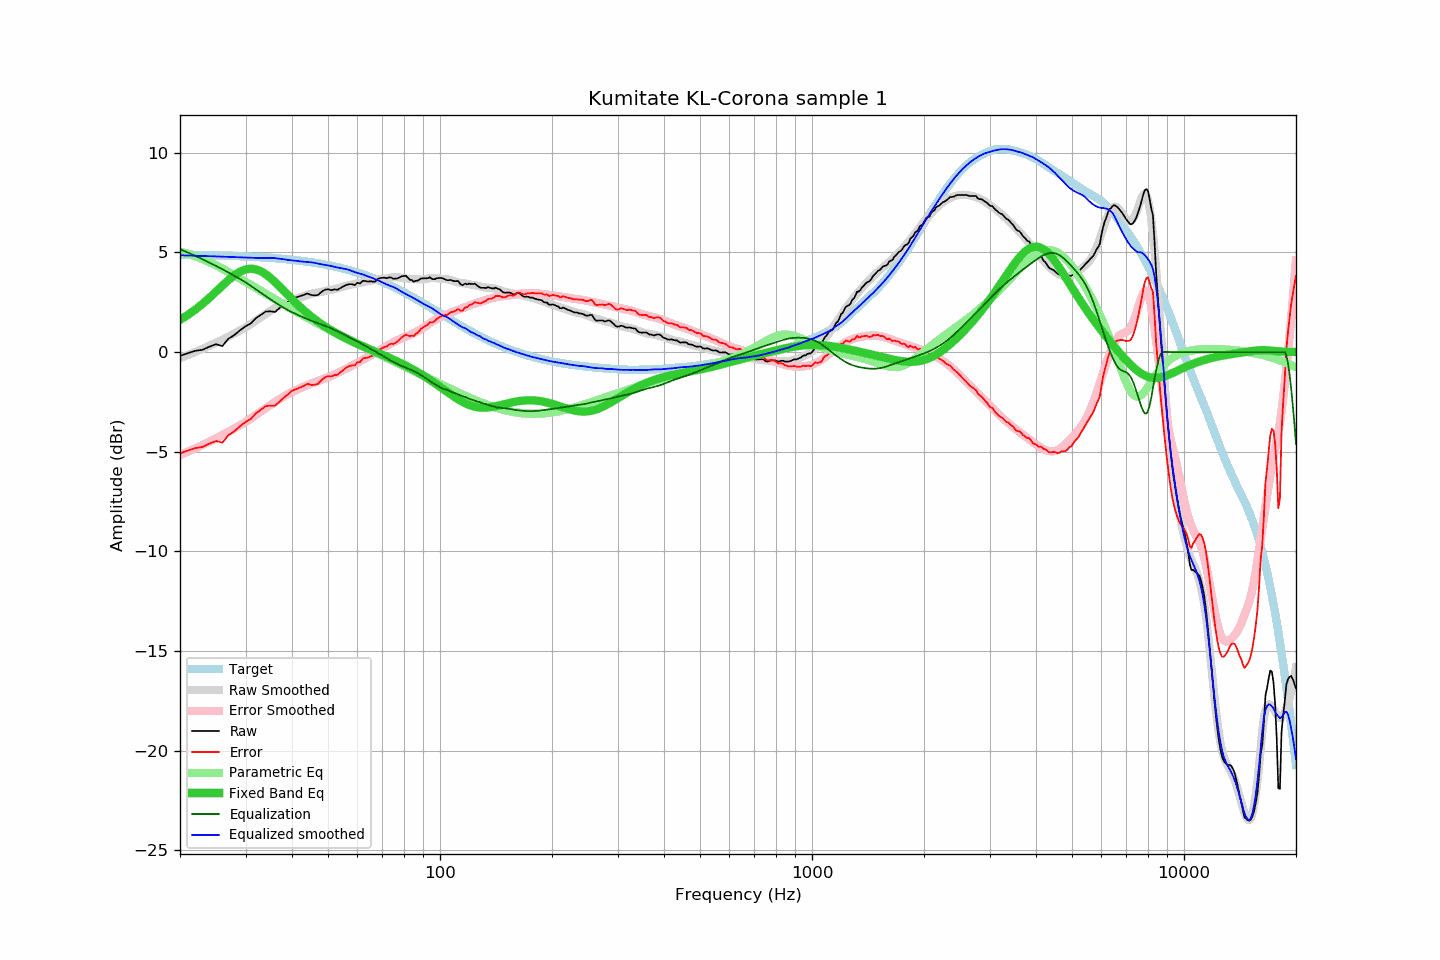 Kumitate KL-Corona sample 1
10
5
0
−5
−10
−15
−20
−25
Amplitude (dBr)
Target
Raw Smoothed
Error Smoothed
Raw
Error
Parametric Eq
Fixed Band Eq
Equalization
Equalized smoothed
100
1000
10000
Frequency (Hz)